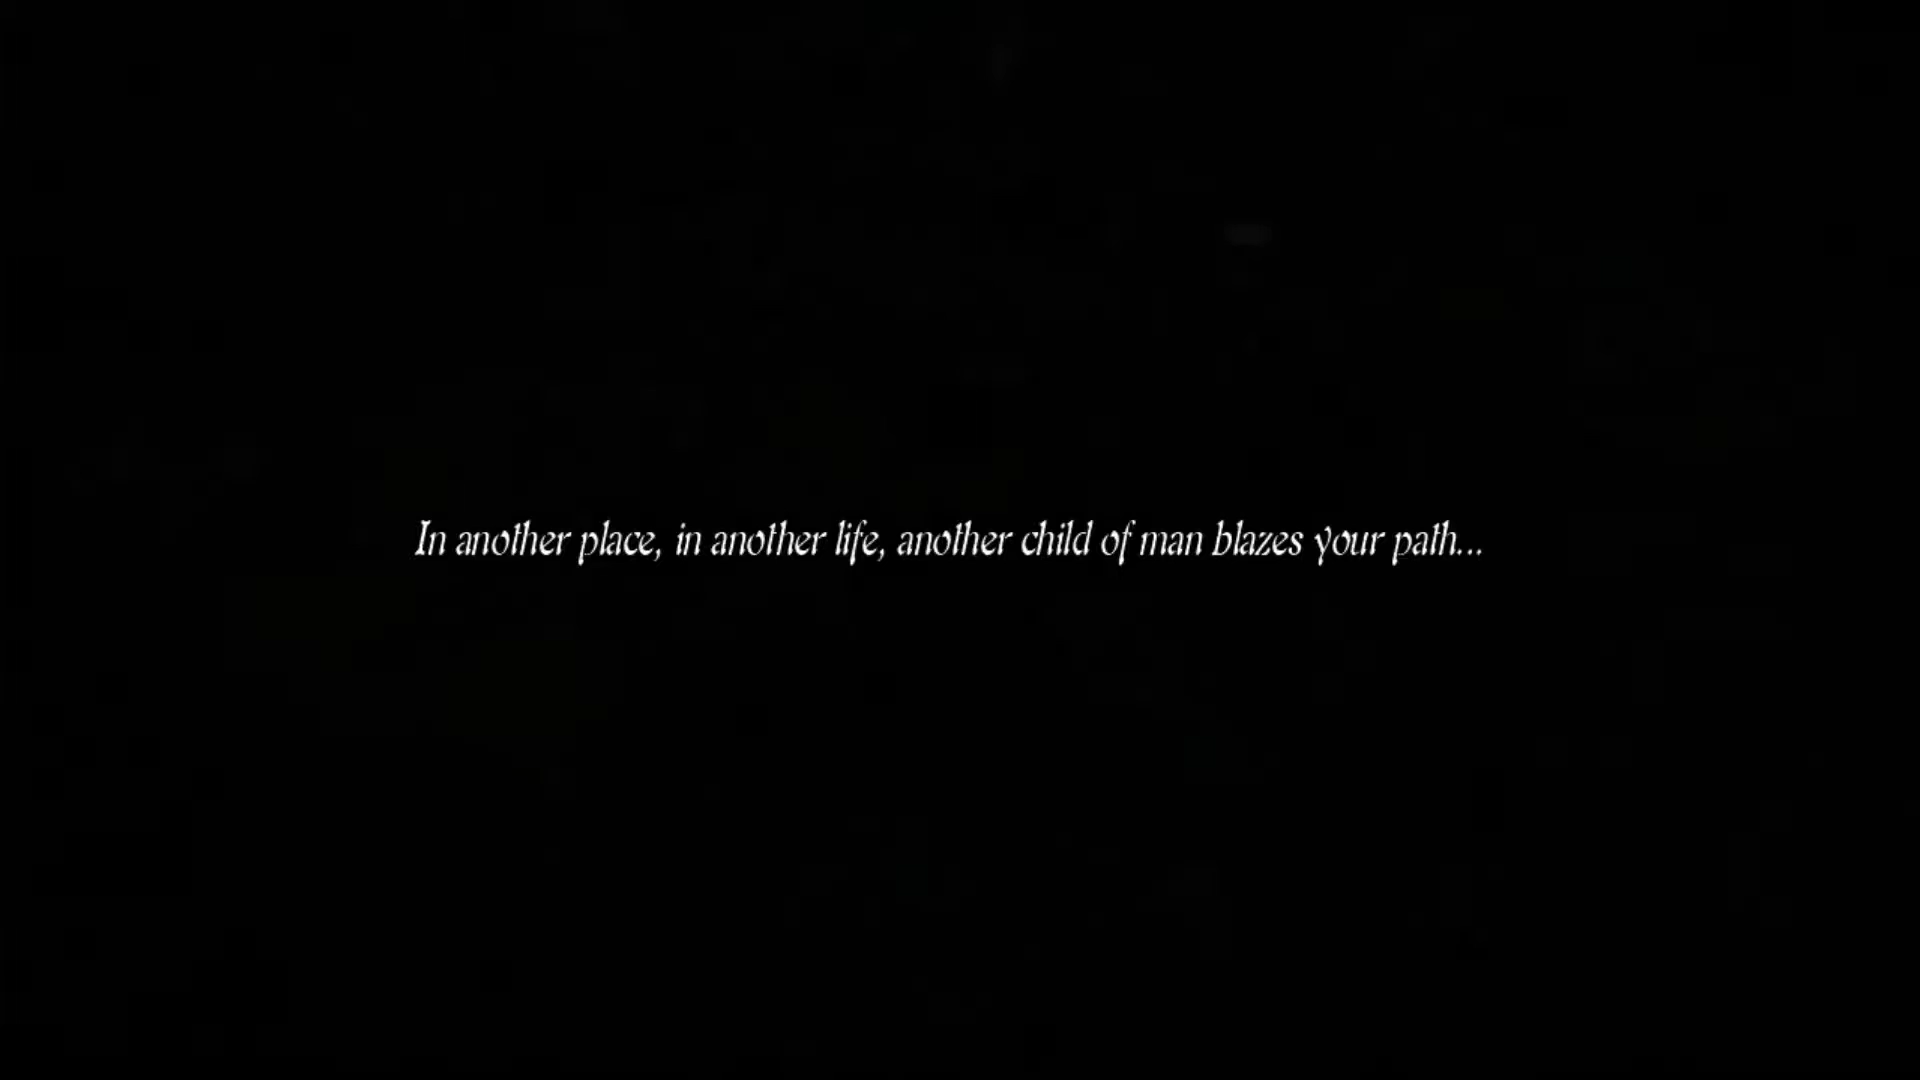 In another place, in another life, another child of man blazes your path...